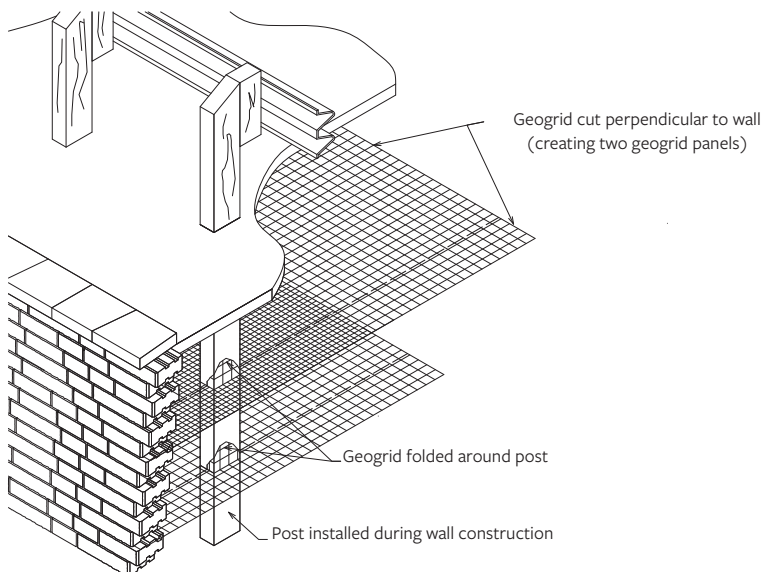 Geogrid cut perpendicular to wall
(creating two geogrid panels)
Geogrid folded around post
Post installed during wall construction